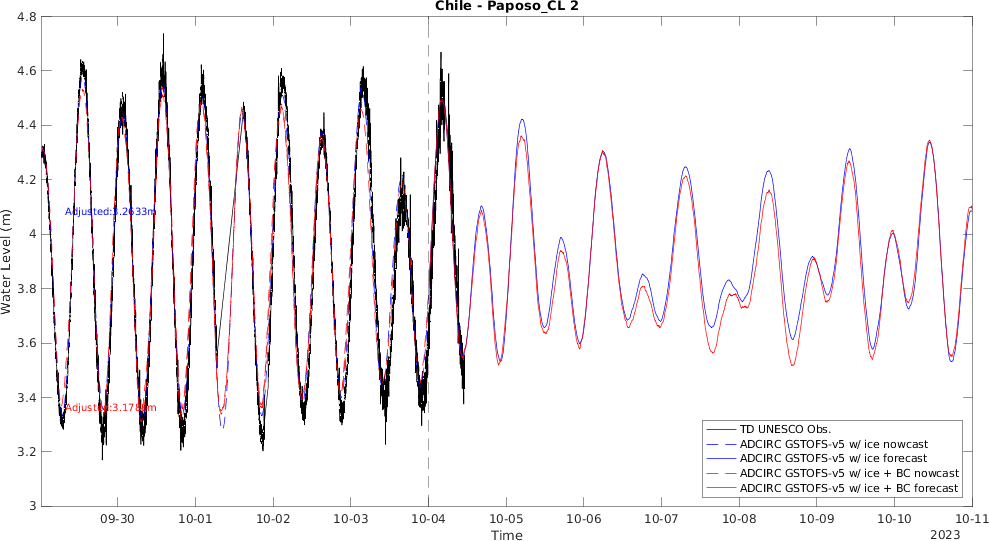 Chile - Paposo_CL 2
4.8
4.6
4.4
4.2
4
3.8
3.6
3.4
3.2
3
Water Level (m)
Adjusted:3.2633m
09-30
10-01
10-02
10-03
10-04
10-05
10-06
10-07
10-08
10-09
10-10
10-11
Time
2023
TD UNESCO Obs.
ADCIRC GSTOFS-v5 w/ ice nowcast
ADCIRC GSTOFS-v5 w/ ice forecast
ADCIRC GSTOFS-v5 w/ ice + BC nowcast
ADCIRC GSTOFS-v5 w/ ice + BC forecast